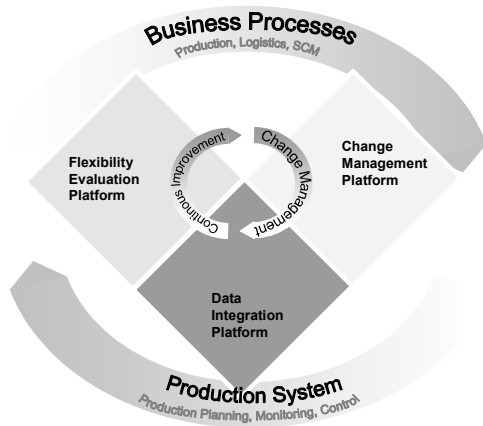 Business Processes
Production, Logistics, SCM
Flexibility
Evaluation
Platform
Continous Improvement
Change Management
Change
Management
Platform
Data
Integration
Platform
Production System
Production Planning, Monitoring, Control